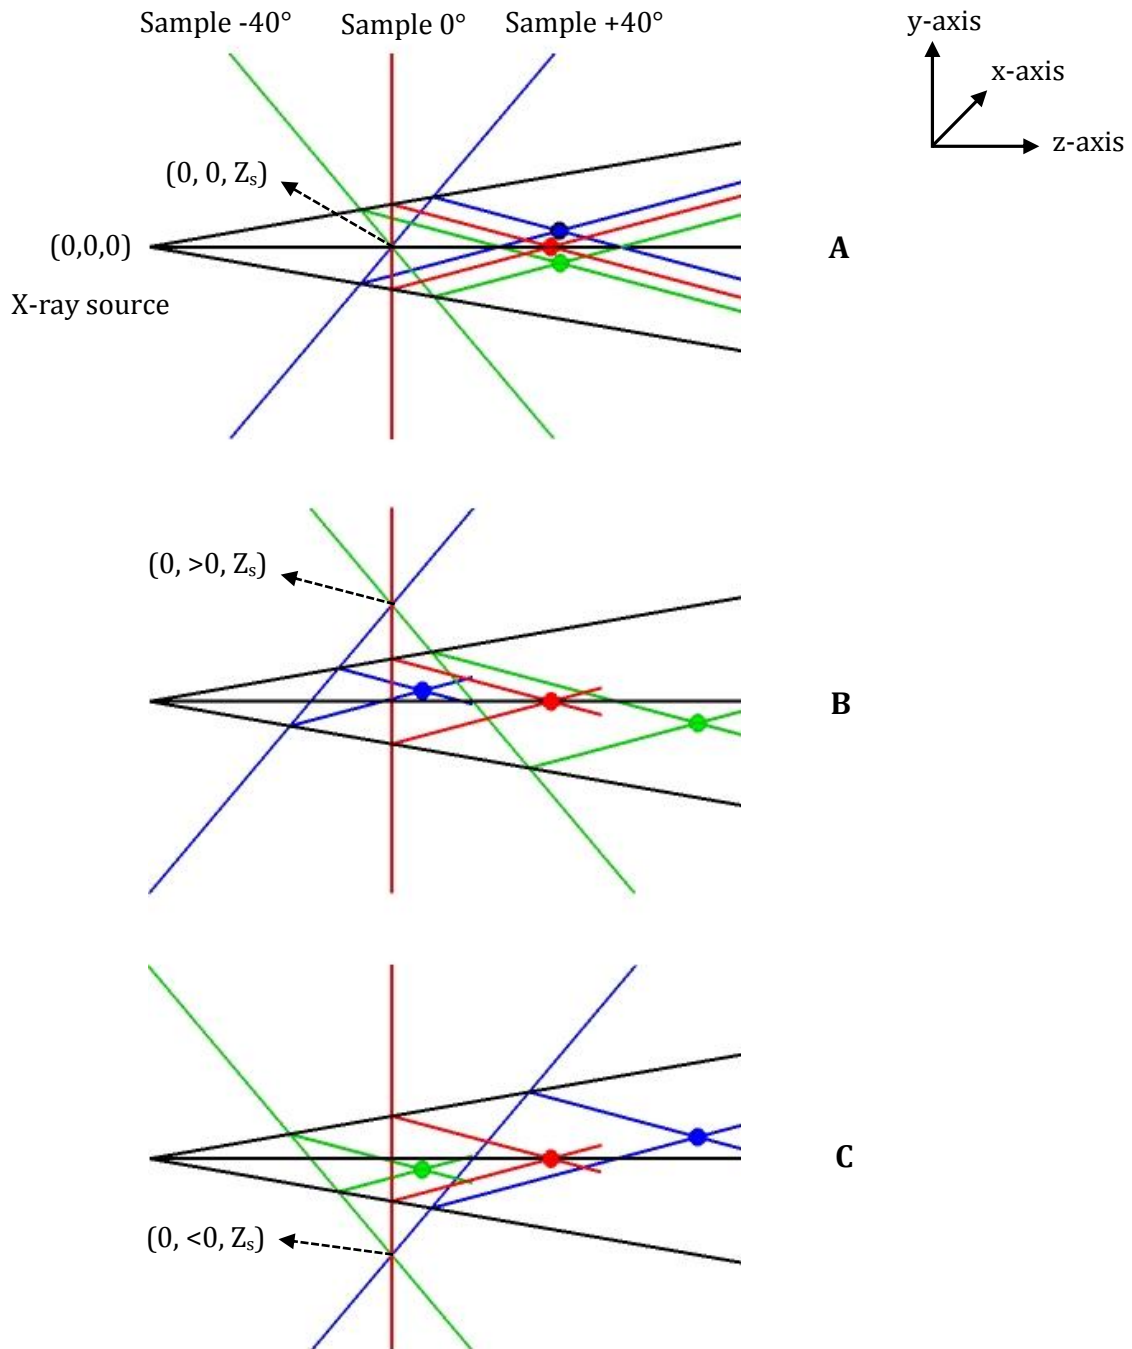 Sample -40° Sample 0° Sample +40°
y-axis
x-axis
z-axis
(0, 0, Zₛ)
(0,0,0)
A
X-ray source
(0, >0, Zₛ)
B
C
(0, <0, Zₛ)